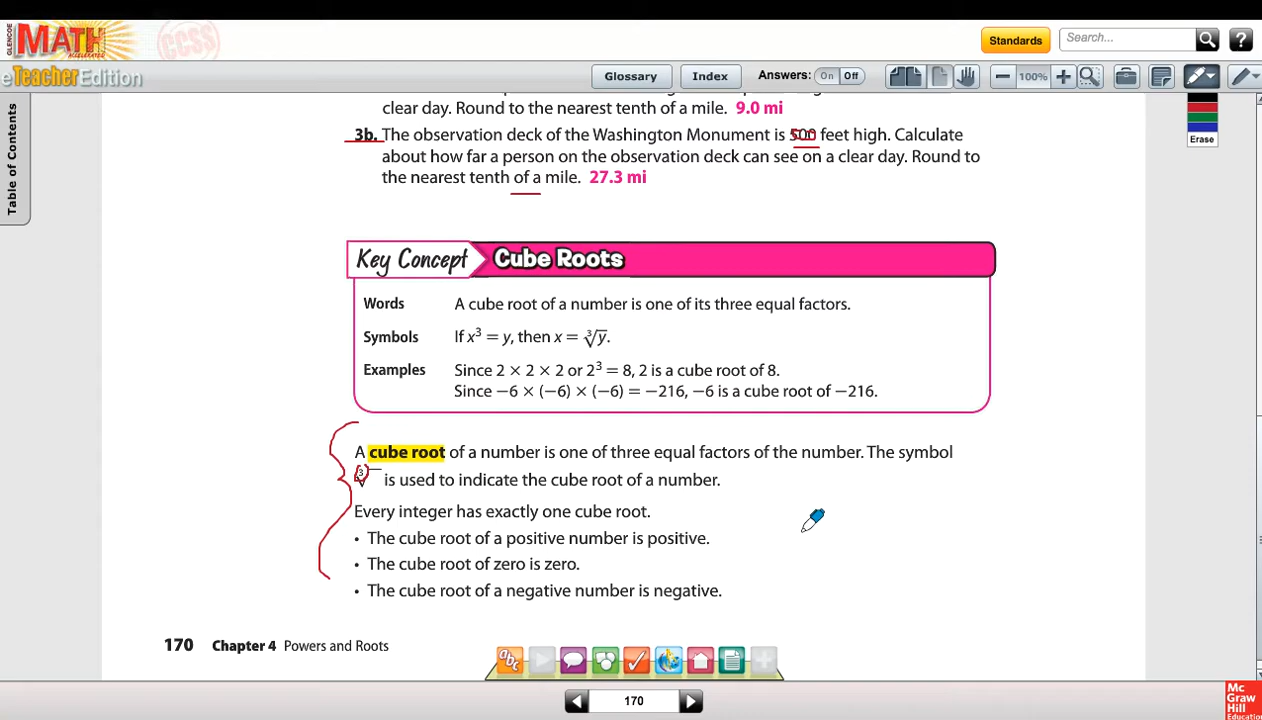 GLENCOE
MATH
ACCELERATED
CCSS
Standards
Search...
?
eTeacherEdition
Glossary
Index
Answers: On Off
100%
Erase
Table of Contents
clear day. Round to the nearest tenth of a mile. 9.0 mi
3b. The observation deck of the Washington Monument is 500 feet high. Calculate
about how far a person on the observation deck can see on a clear day. Round to
the nearest tenth of a mile. 27.3 mi
Key Concept Cube Roots
Words A cube root of a number is one of its three equal factors.
Symbols If x³ = y, then x = ∛y.
Examples Since 2 × 2 × 2 or 2³ = 8, 2 is a cube root of 8.
Since −6 × (−6) × (−6) = −216, −6 is a cube root of −216.
A cube root of a number is one of three equal factors of the number. The symbol
∛ is used to indicate the cube root of a number.
Every integer has exactly one cube root.
• The cube root of a positive number is positive.
• The cube root of zero is zero.
• The cube root of a negative number is negative.
170 Chapter 4 Powers and Roots
abc
170
Mc
Graw
Hill
Education